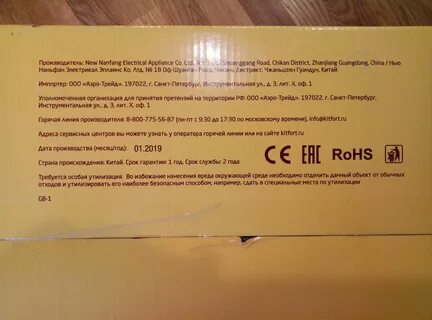 Производитель: New Nanfang Electrical Appliance Co. Ltd, No 18 Of Shuanggang Road, Chikan District, Zhanjiang Guangdong, China / Нью
Наньфан Электрикал Эплаинс Ко, Лтд, № 18 Оф Шуанган Роад, Чикан Дистрикт, Чжаньцзян Гуандун, Китай
Импортер: ООО «Аэро-Трейд». 197022, г. Санкт-Петербург, Инструментальная ул., д. 3, лит. X, оф. 1
Уполномоченная организация для принятия претензий на территории РФ: ООО «Аэро-Трейд». 197022, г. Санкт-Петербург,
Инструментальная ул., д. 3, лит. X, оф. 1
Горячая линия производителя: 8-800-775-56-87 (пн-пт с 9:30 до 17:30 по московскому времени), info@kitfort.ru
Адреса сервисных центров вы можете узнать у оператора горячей линии или на сайте kitfort.ru
Дата производства (месяц/год): 01.2019
Страна происхождения: Китай. Срок гарантии: 1 год. Срок службы: 2 года
CE EAC RoHS
Требуется особая утилизация. Во избежание нанесения вреда окружающей среде необходимо отделить данный объект от обычных
отходов и утилизировать его наиболее безопасным способом, например, сдать в специальные места по утилизации
GB-1